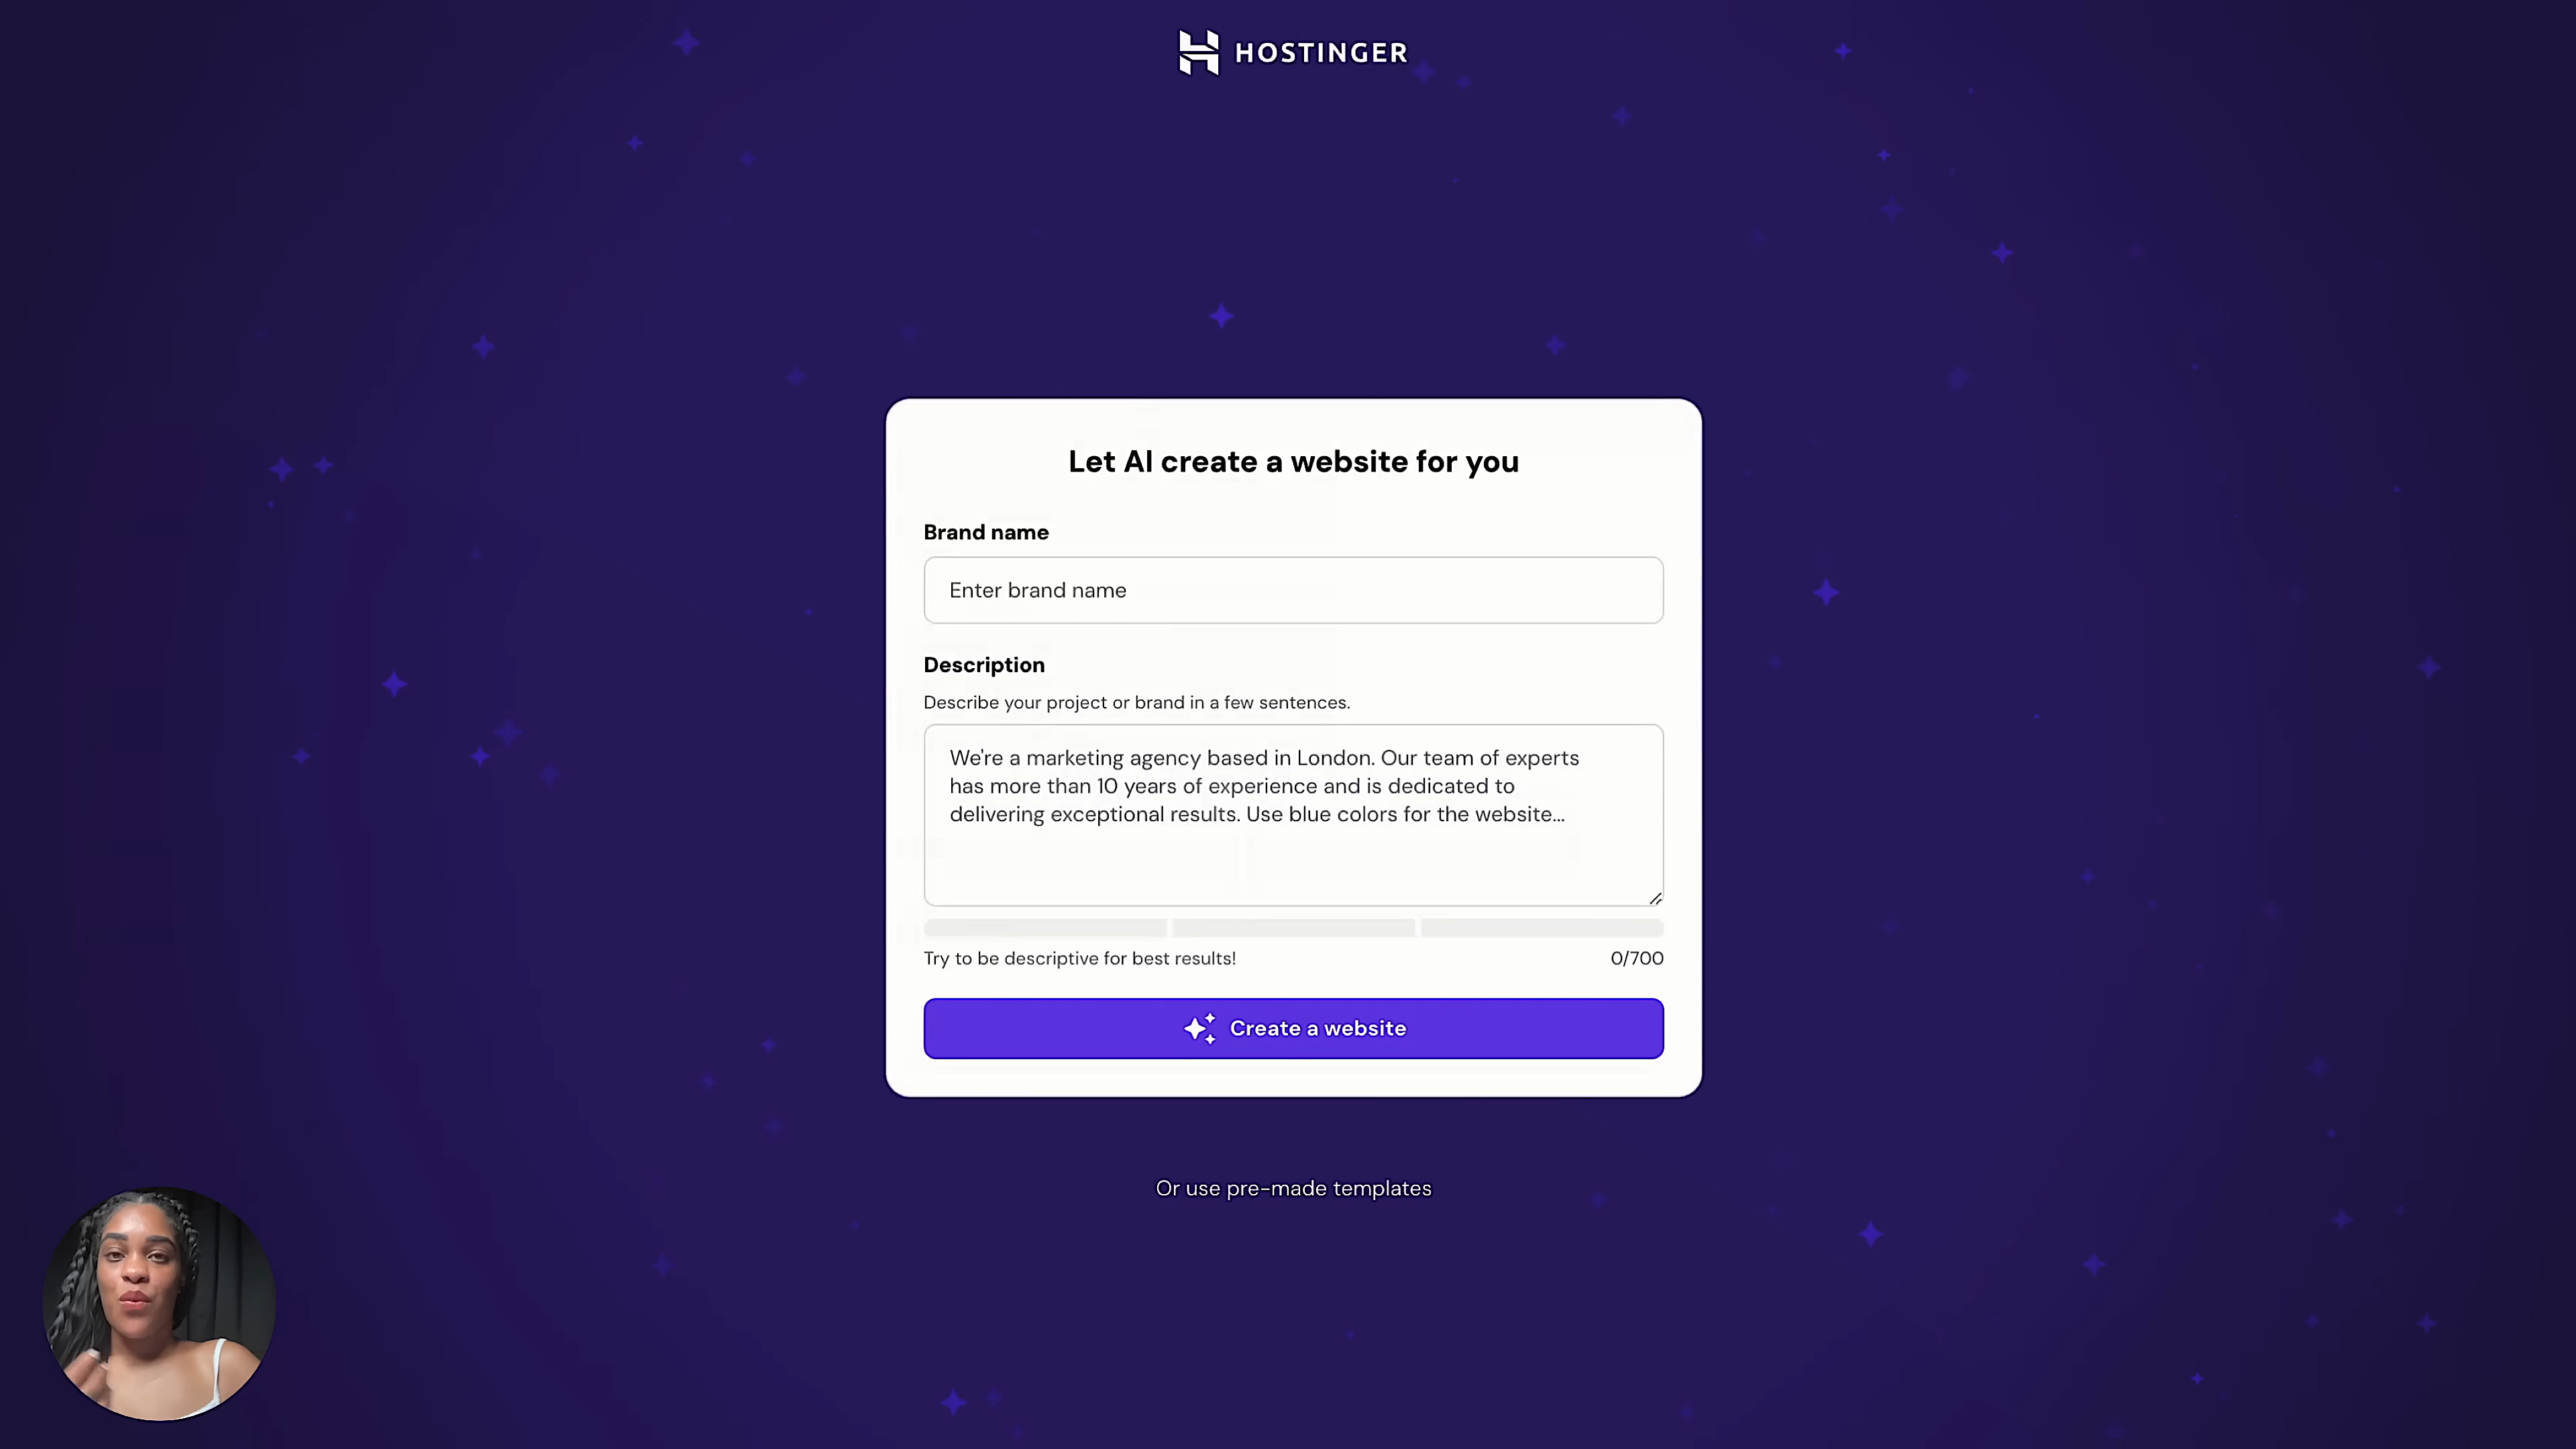 HOSTINGER
Let AI create a website for you
Brand name
Enter brand name
Description
Describe your project or brand in a few sentences.
We're a marketing agency based in London. Our team of experts
has more than 10 years of experience and is dedicated to
delivering exceptional results. Use blue colors for the website...
Try to be descriptive for best results!
0/700
Create a website
Or use pre-made templates